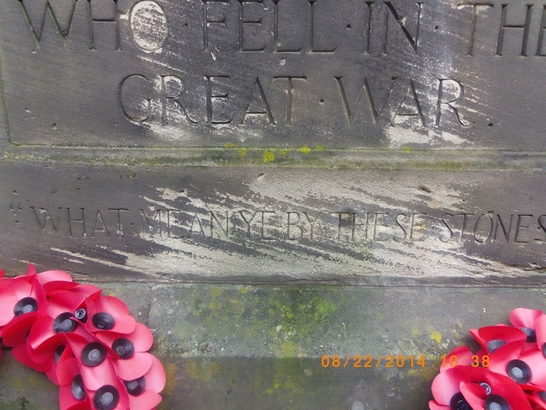 WHO·FELL·IN·THE
GREAT·WAR
"WHAT·MEAN·YE·BY·THESE·STONES
08/22/2014 10:38